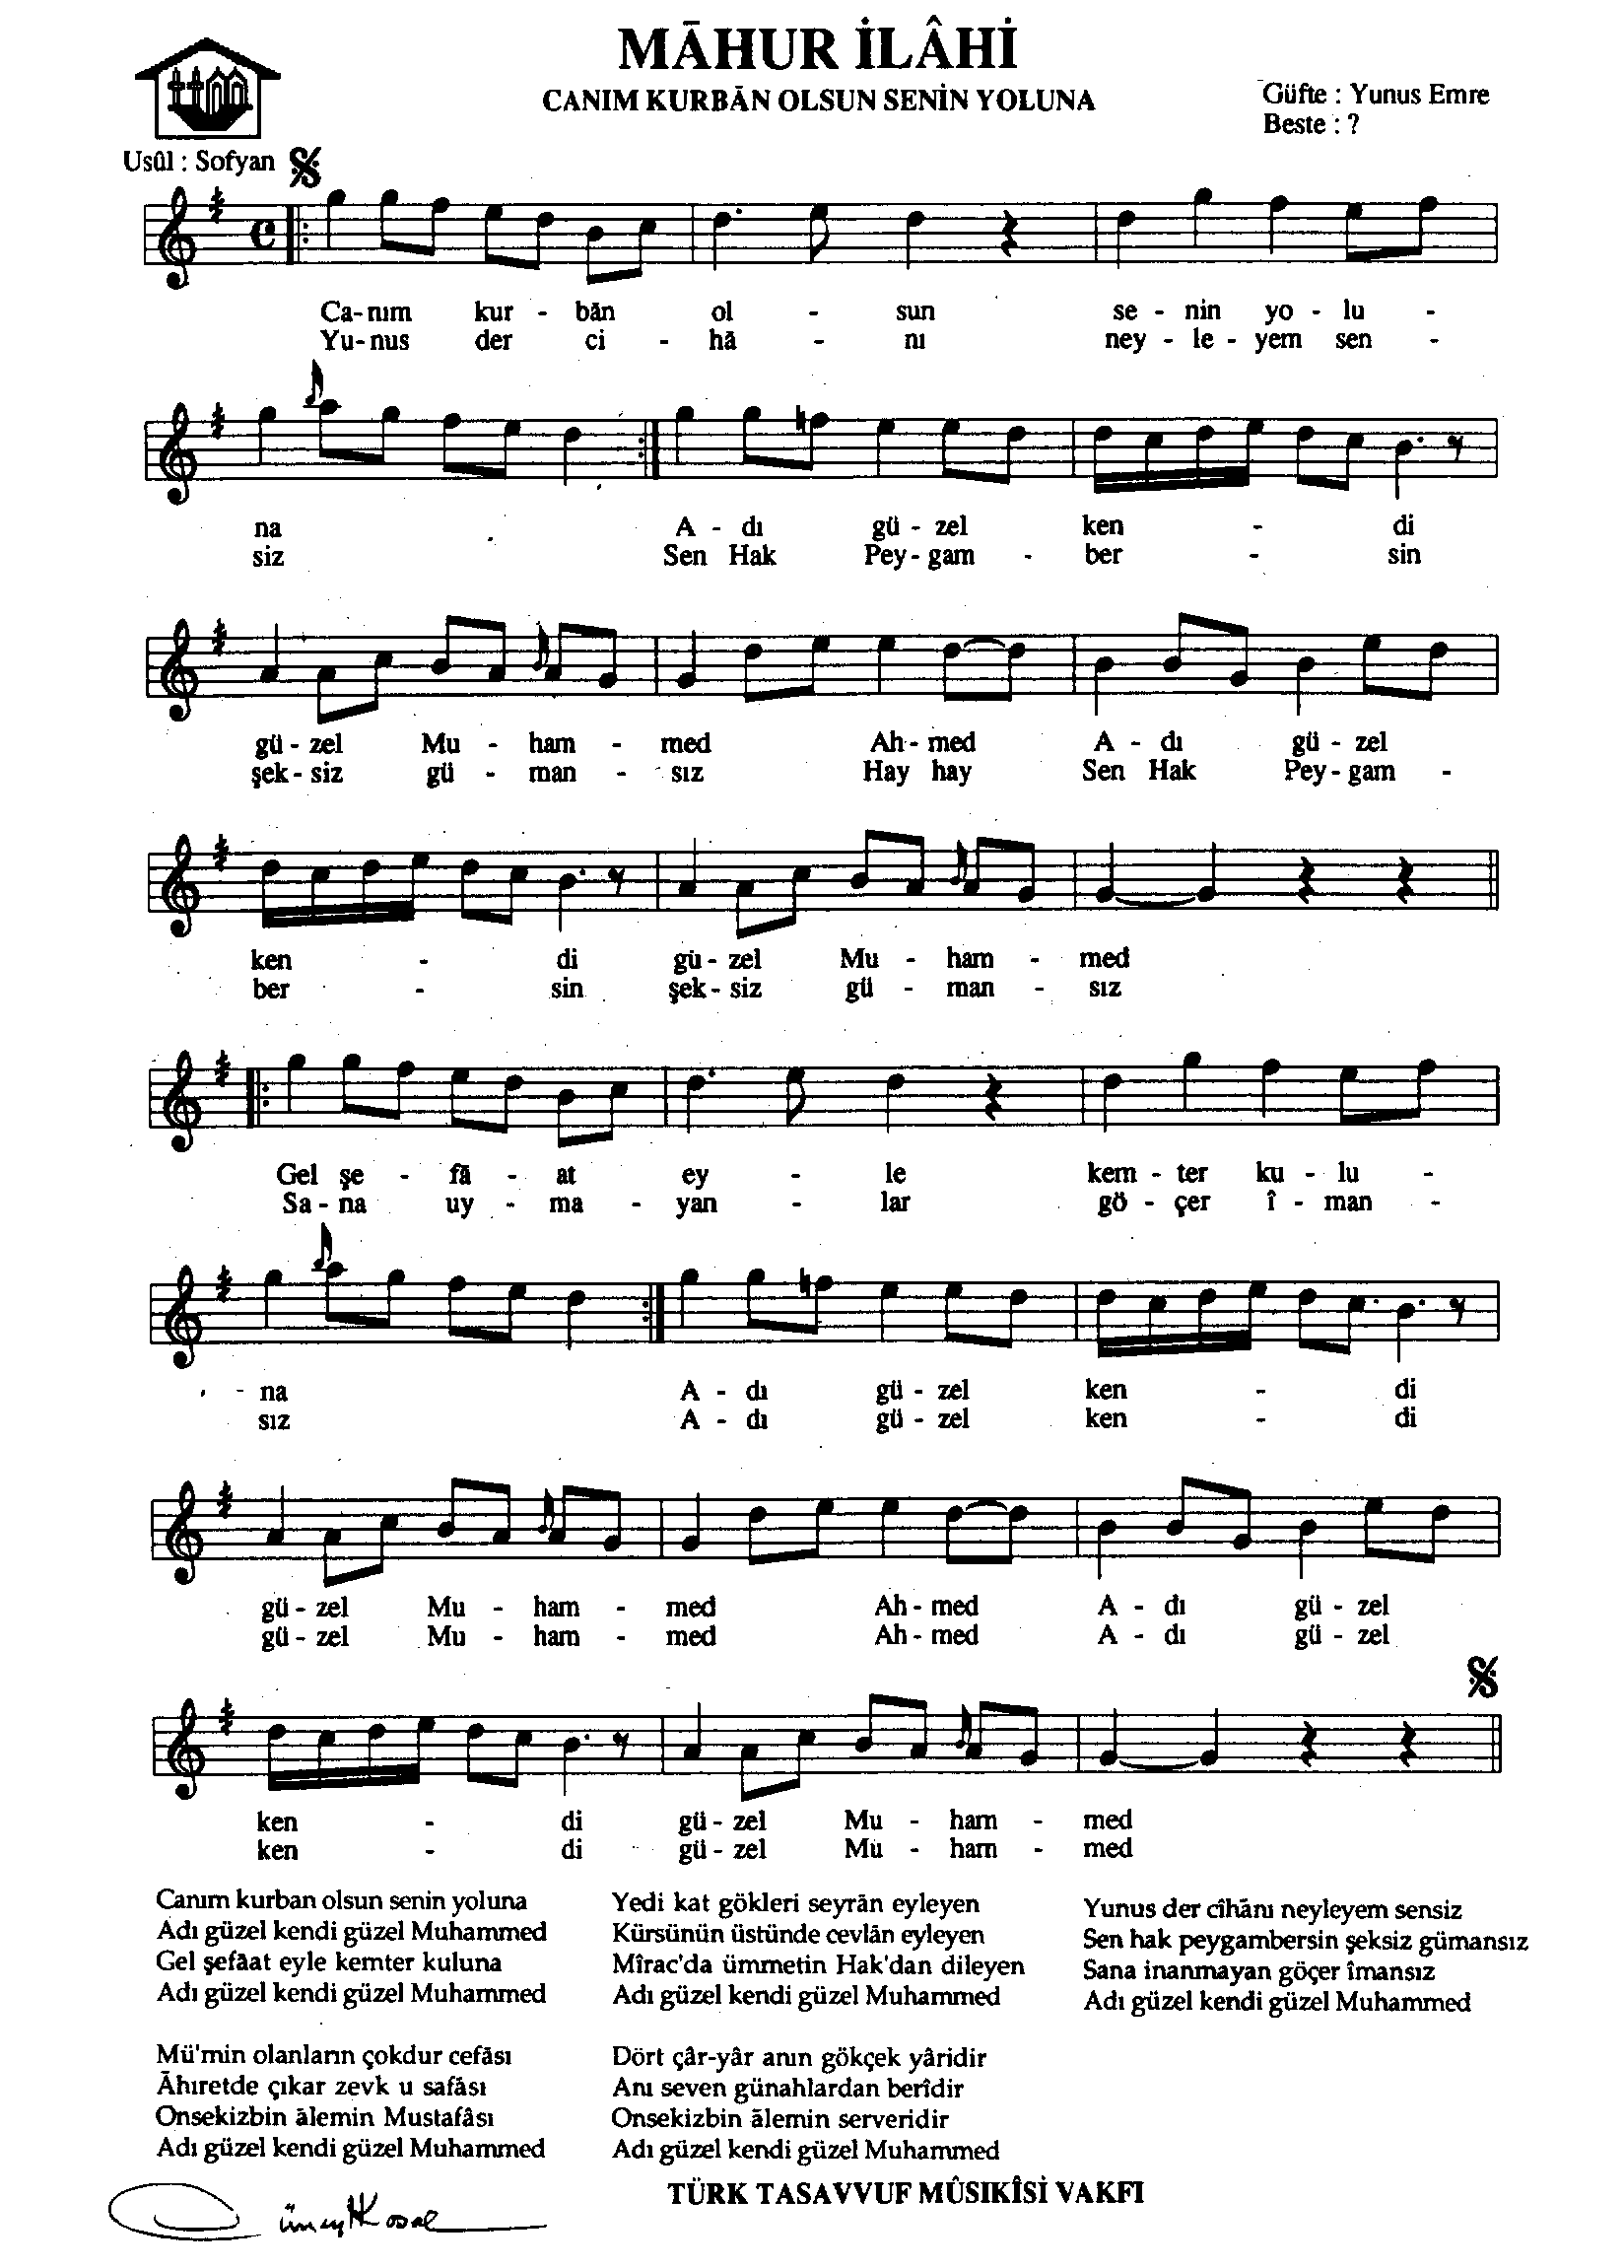 MĀHUR İLÂHİ
CANIM KURBĀN OLSUN SENİN YOLUNA
Güfte : Yunus Emre
Beste : ?
Usûl : Sofyan
Ca-nım kur - bān ol - sun se - nin yo - lu -
Yu-nus der ci - hā - nı ney - le - yem sen -
na A - dı gü - zel ken - di
siz Sen Hak Pey - gam - ber - sin
gü - zel Mu - ham - med Ah - med A - dı gü - zel
şek - siz gü - man - sız Hay hay Sen Hak Pey - gam -
ken - di gü - zel Mu - ham - med
ber - sin şek - siz gü - man - sız
Gel şe - fā - at ey - le kem - ter ku - lu -
Sa - na uy - ma - yan - lar gö - çer î - man -
- na A - dı gü - zel ken - di
sız A - dı gü - zel ken - di
gü - zel Mu - ham - med Ah - med A - dı gü - zel
gü - zel Mu - ham - med Ah - med A - dı gü - zel
ken - di gü - zel Mu - ham - med
ken - di gü - zel Mu - ham - med
Canım kurban olsun senin yoluna
Adı güzel kendi güzel Muhammed
Gel şefāat eyle kemter kuluna
Adı güzel kendi güzel Muhammed
Mü'min olanların çokdur cefāsı
Āhıretde çıkar zevk u safāsı
Onsekizbin ālemin Mustafâsı
Adı güzel kendi güzel Muhammed
Yedi kat gökleri seyrān eyleyen
Kürsünün üstünde cevlān eyleyen
Mîrac'da ümmetin Hak'dan dileyen
Adı güzel kendi güzel Muhammed
Dört çâr-yâr anın gökçek yâridir
Anı seven günahlardan berîdir
Onsekizbin ālemin serveridir
Adı güzel kendi güzel Muhammed
Yunus der cîhānı neyleyem sensiz
Sen hak peygambersin şeksiz gümansız
Sana inanmayan göçer îmansız
Adı güzel kendi güzel Muhammed
TÜRK TASAVVUF MÛSIKÎSİ VAKFI